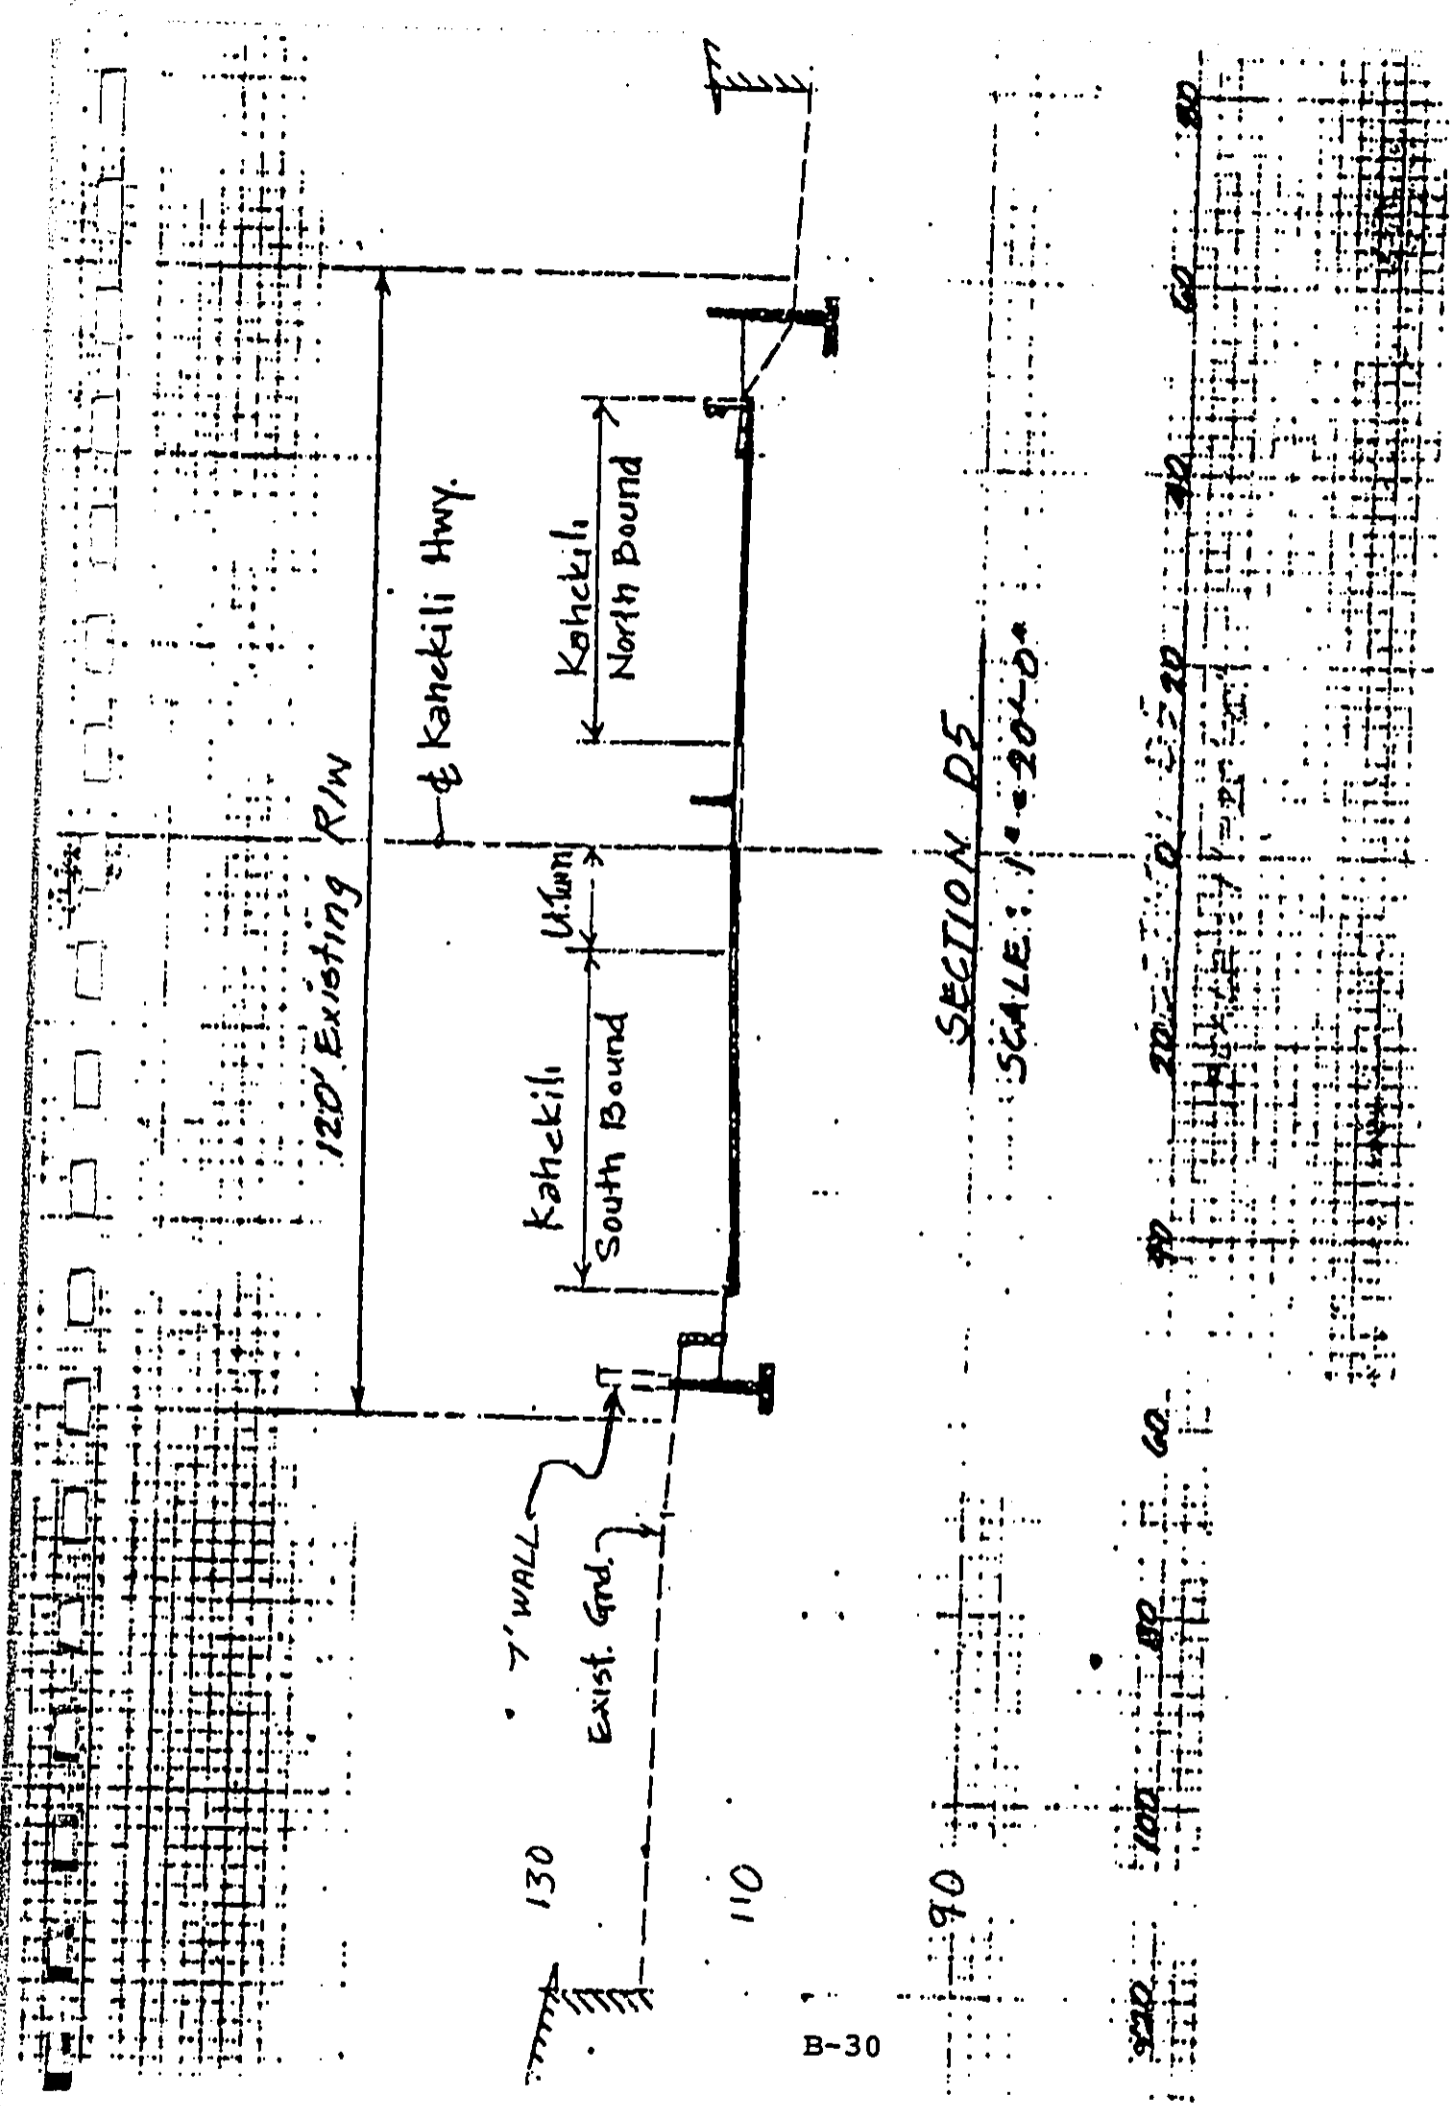 120' Existing R/W
℄ Kahekili Hwy.
Kahekili
South Bound
U.Turn
Kahekili
North Bound
7' WALL
Exist. Grd.
130
110
90
SECTION D5
SCALE: 1" = 20'-0"
120 100 80 60 40 20 0 20 40 60 80
B-30